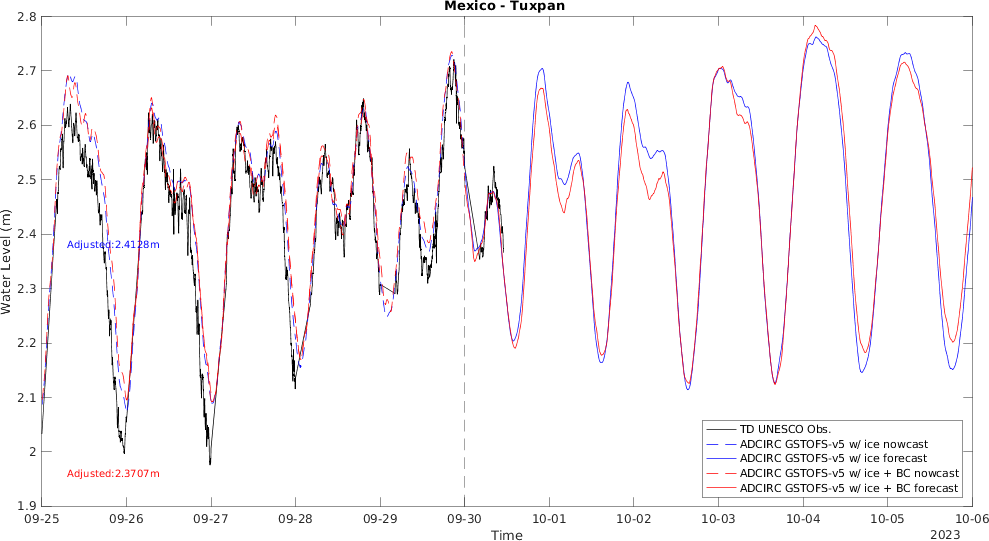 Mexico - Tuxpan
2.8
2.7
2.6
2.5
2.4
2.3
2.2
2.1
2
1.9
Water Level (m)
Adjusted:2.4128m
Adjusted:2.3707m
TD UNESCO Obs.
ADCIRC GSTOFS-v5 w/ ice nowcast
ADCIRC GSTOFS-v5 w/ ice forecast
ADCIRC GSTOFS-v5 w/ ice + BC nowcast
ADCIRC GSTOFS-v5 w/ ice + BC forecast
09-25 09-26 09-27 09-28 09-29 09-30 10-01 10-02 10-03 10-04 10-05 10-06
Time
2023